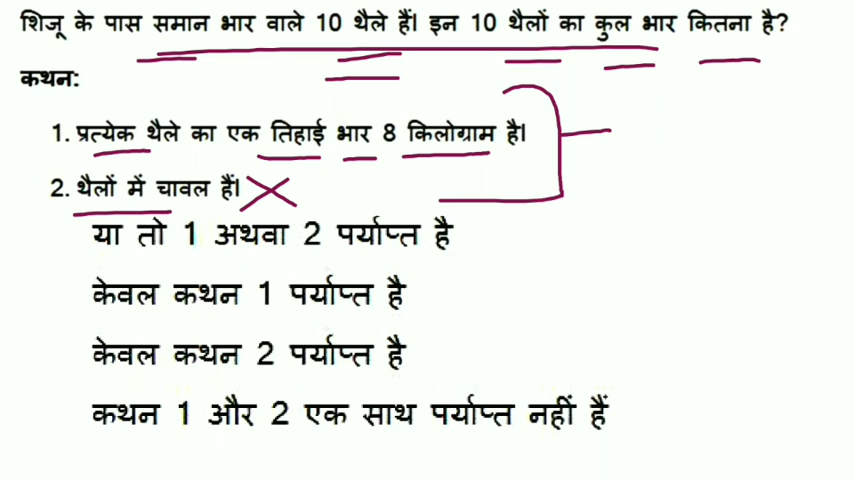 शिजू के पास समान भार वाले 10 थैले हैं। इन 10 थैलों का कुल भार कितना है?
कथन:
1. प्रत्येक थैले का एक तिहाई भार 8 किलोग्राम है।
2. थैलों में चावल हैं।
या तो 1 अथवा 2 पर्याप्त है
केवल कथन 1 पर्याप्त है
केवल कथन 2 पर्याप्त है
कथन 1 और 2 एक साथ पर्याप्त नहीं हैं